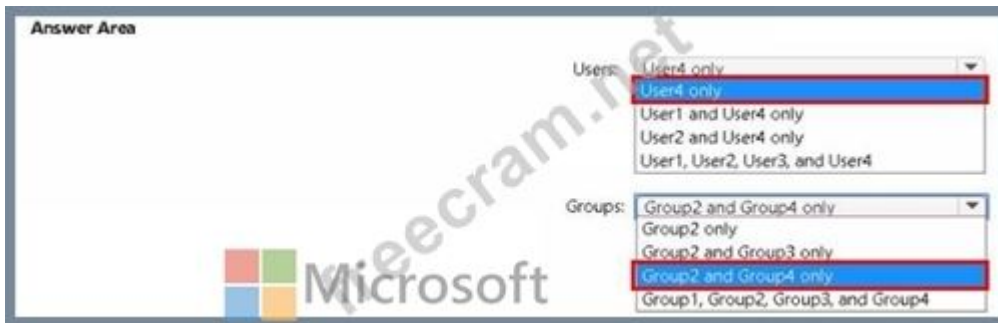 Answer Area
Users: User4 only
User4 only
User1 and User4 only
User2 and User4 only
User1, User2, User3, and User4
Groups: Group2 and Group4 only
Group2 only
Group2 and Group3 only
Group2 and Group4 only
Group1, Group2, Group3, and Group4
Microsoft
freecram.net